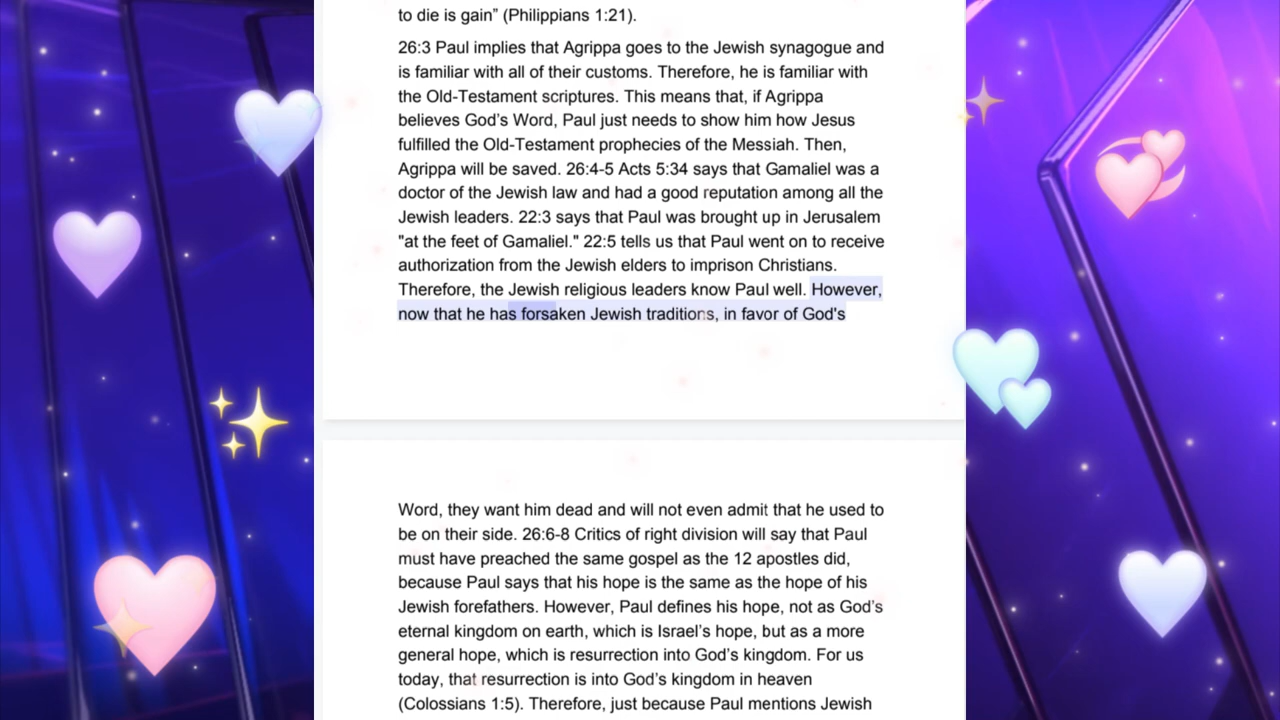 to die is gain” (Philippians 1:21).
26:3 Paul implies that Agrippa goes to the Jewish synagogue and
is familiar with all of their customs. Therefore, he is familiar with
the Old-Testament scriptures. This means that, if Agrippa
believes God’s Word, Paul just needs to show him how Jesus
fulfilled the Old-Testament prophecies of the Messiah. Then,
Agrippa will be saved. 26:4-5 Acts 5:34 says that Gamaliel was a
doctor of the Jewish law and had a good reputation among all the
Jewish leaders. 22:3 says that Paul was brought up in Jerusalem
"at the feet of Gamaliel." 22:5 tells us that Paul went on to receive
authorization from the Jewish elders to imprison Christians.
Therefore, the Jewish religious leaders know Paul well. However,
now that he has forsaken Jewish traditions, in favor of God's
Word, they want him dead and will not even admit that he used to
be on their side. 26:6-8 Critics of right division will say that Paul
must have preached the same gospel as the 12 apostles did,
because Paul says that his hope is the same as the hope of his
Jewish forefathers. However, Paul defines his hope, not as God’s
eternal kingdom on earth, which is Israel’s hope, but as a more
general hope, which is resurrection into God’s kingdom. For us
today, that resurrection is into God’s kingdom in heaven
(Colossians 1:5). Therefore, just because Paul mentions Jewish